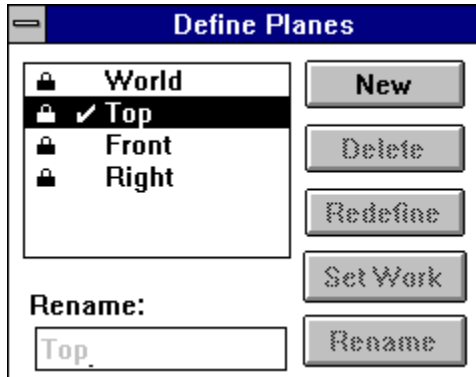 Define Planes
World
Top
Front
Right
New
Delete
Redefine
Set Work
Rename:
Top
Rename